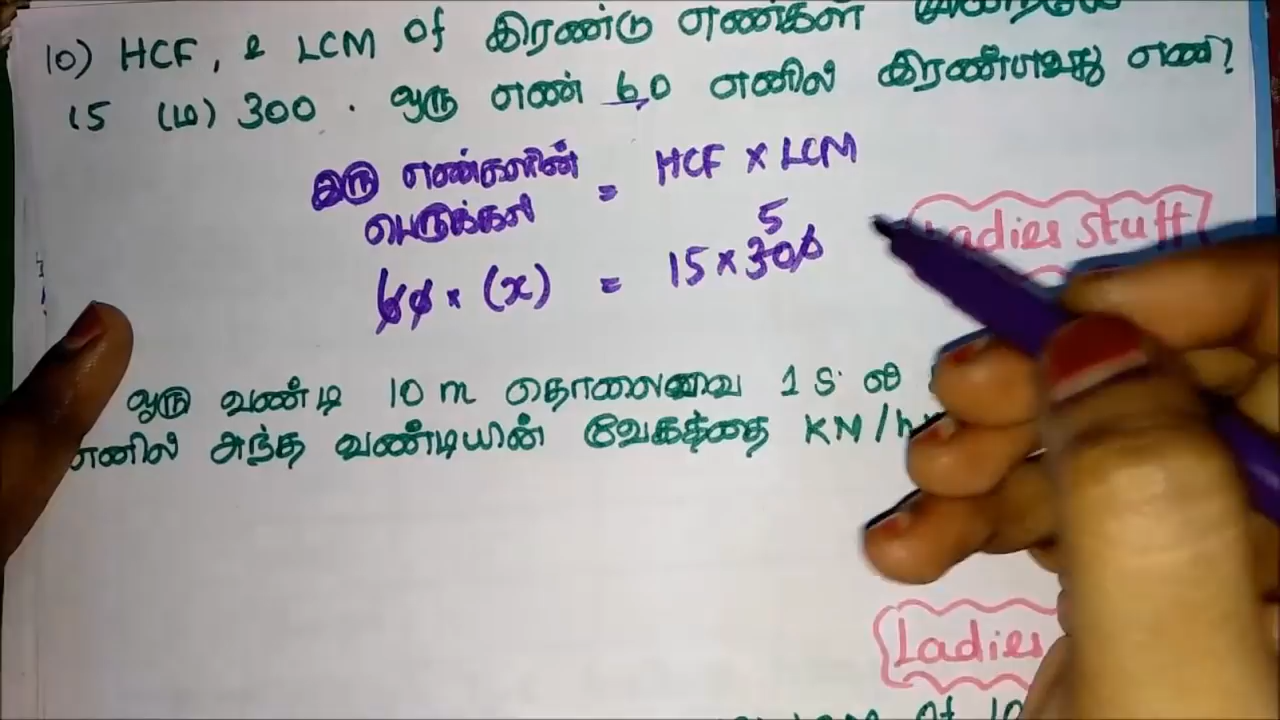 10) HCF, & LCM of இரண்டு எண்கள்
15 (ம) 300. ஒரு எண் 60 எனில் இரண்டாவது எண்?
இரு எண்களின் = HCF × LCM
பெருக்கல்
5
60 × (x) = 15 × 300
Ladies stuff
ஒரு வண்டி 10 m தொலைவை 1 S ல்
எனில் அந்த வண்டியின் வேகத்தை KM/h
Ladies
of 10